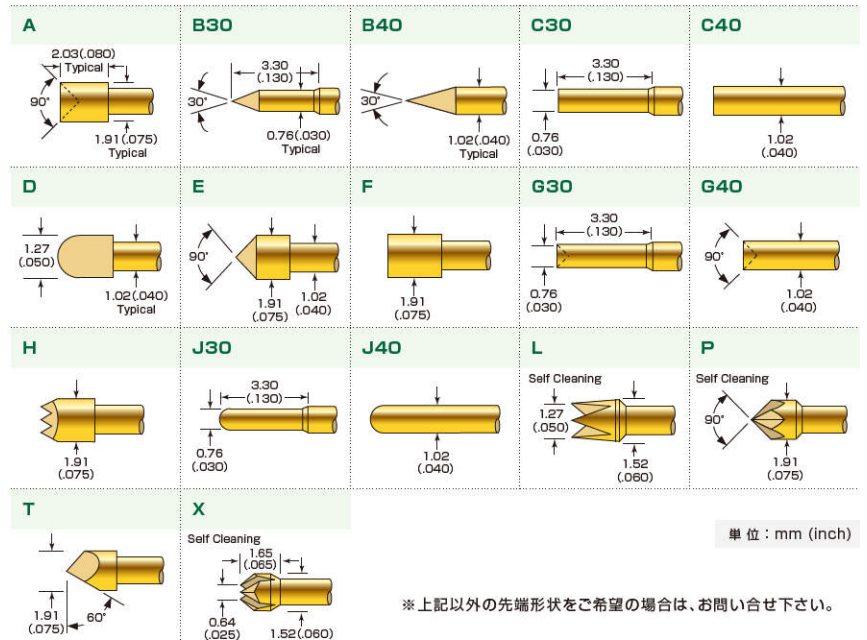 A
B30
B40
C30
C40
2.03(.080)
Typical
90°
1.91(.075)
Typical
3.30
(.130)
30°
0.76(.030)
Typical
30°
1.02(.040)
Typical
3.30
(.130)
0.76
(.030)
1.02
(.040)
D
E
F
G30
G40
1.27
(.050)
1.02(.040)
Typical
90°
1.91
(.075)
1.02
(.040)
1.91
(.075)
3.30
(.130)
0.76
(.030)
90°
1.02
(.040)
H
J30
J40
L
P
1.91
(.075)
3.30
(.130)
0.76
(.030)
1.02
(.040)
Self Cleaning
1.27
(.050)
1.52
(.060)
Self Cleaning
90°
1.91
(.075)
T
X
1.91
(.075)
60°
Self Cleaning
1.65
(.065)
0.64
(.025)
1.52(.060)
単位：mm (inch)
※上記以外の先端形状をご希望の場合は、お問い合せ下さい。